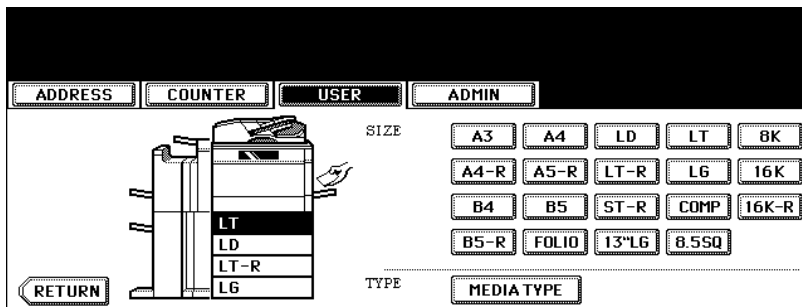 ADDRESS COUNTER USER ADMIN
SIZE A3 A4 LD LT 8K
A4-R A5-R LT-R LG 16K
B4 B5 ST-R COMP 16K-R
B5-R FOLIO 13"LG 8.5SQ
LT
LD
LT-R
LG
TYPE MEDIA TYPE
RETURN